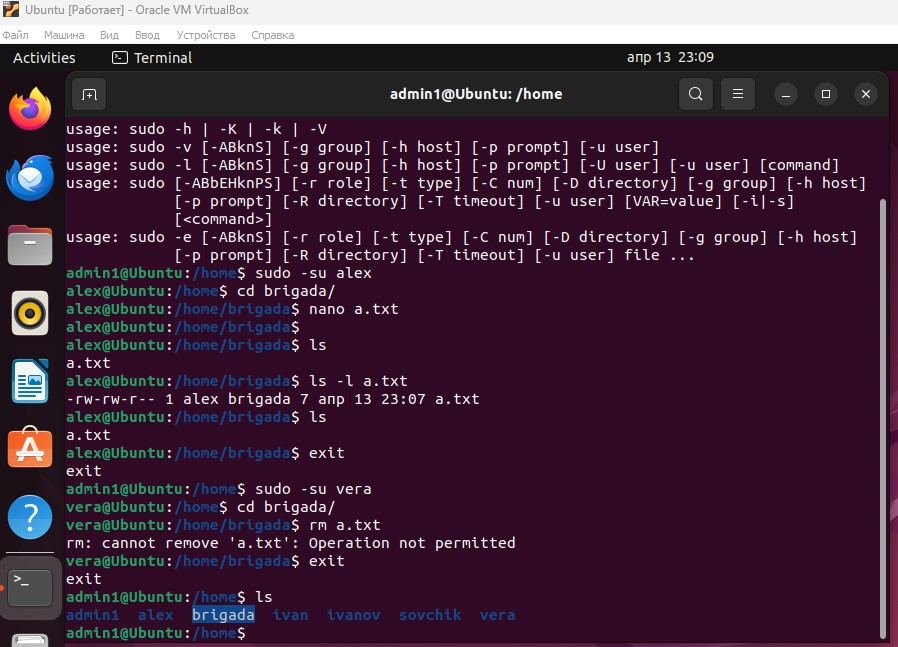 Ubuntu [Работает] - Oracle VM VirtualBox
Файл Машина Вид Ввод Устройства Справка
Activities Terminal апр 13 23:09
admin1@Ubuntu: /home
usage: sudo -h | -K | -k | -V
usage: sudo -v [-ABknS] [-g group] [-h host] [-p prompt] [-u user]
usage: sudo -l [-ABknS] [-g group] [-h host] [-p prompt] [-U user] [-u user] [command]
usage: sudo [-ABbEHknPS] [-r role] [-t type] [-C num] [-D directory] [-g group] [-h host]
[-p prompt] [-R directory] [-T timeout] [-u user] [VAR=value] [-i|-s]
[<command>]
usage: sudo -e [-ABknS] [-r role] [-t type] [-C num] [-D directory] [-g group] [-h host]
[-p prompt] [-R directory] [-T timeout] [-u user] file ...
admin1@Ubuntu:/home$ sudo -su alex
alex@Ubuntu:/home$ cd brigada/
alex@Ubuntu:/home/brigada$ nano a.txt
alex@Ubuntu:/home/brigada$
alex@Ubuntu:/home/brigada$ ls
a.txt
alex@Ubuntu:/home/brigada$ ls -l a.txt
-rw-rw-r-- 1 alex brigada 7 апр 13 23:07 a.txt
alex@Ubuntu:/home/brigada$ ls
a.txt
alex@Ubuntu:/home/brigada$ exit
exit
admin1@Ubuntu:/home$ sudo -su vera
vera@Ubuntu:/home$ cd brigada/
vera@Ubuntu:/home/brigada$ rm a.txt
rm: cannot remove 'a.txt': Operation not permitted
vera@Ubuntu:/home/brigada$ exit
exit
admin1@Ubuntu:/home$ ls
admin1 alex brigada ivan ivanov sovchik vera
admin1@Ubuntu:/home$